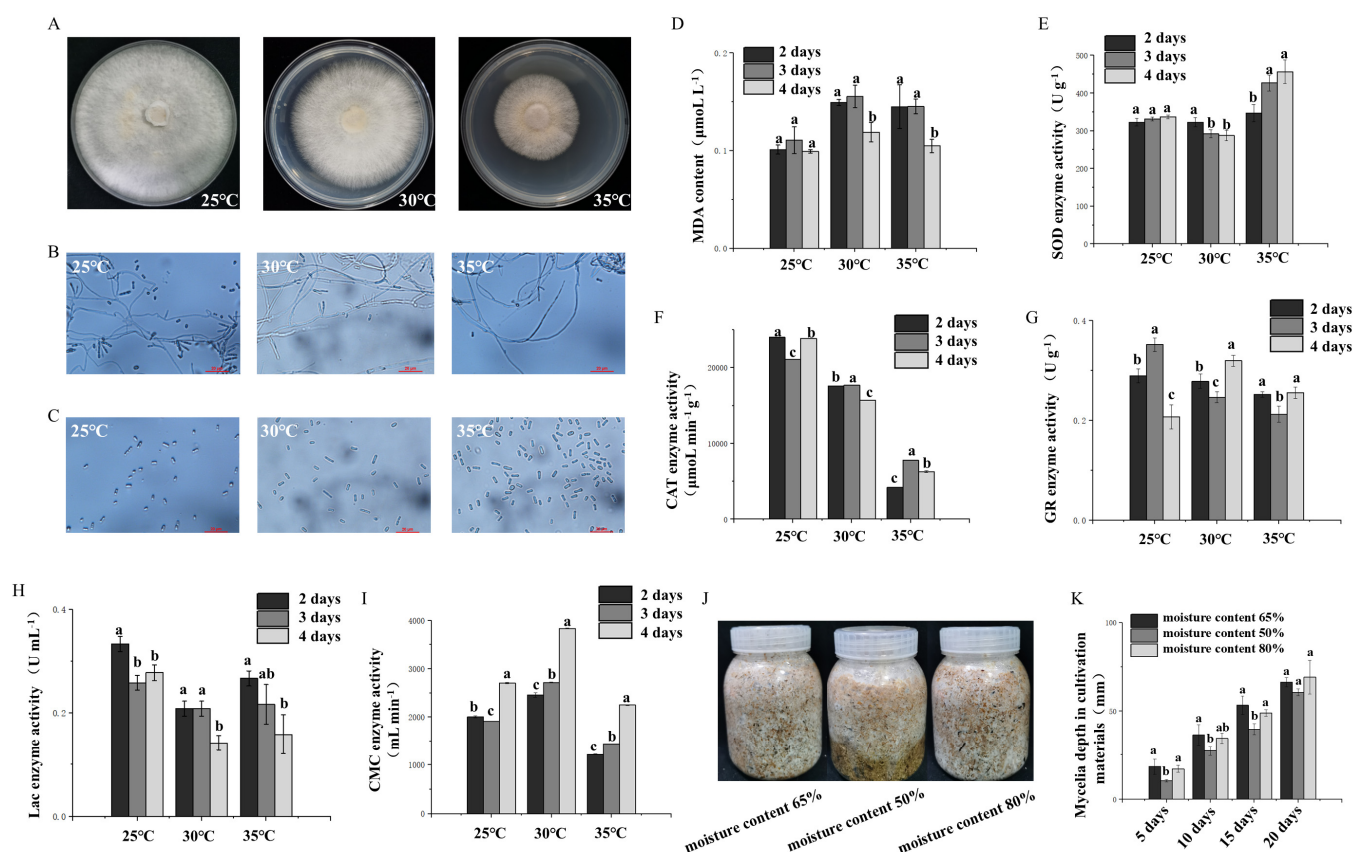 A
25℃
30℃
35℃
B
25℃
30℃
35℃
C
25℃
30℃
35℃
D
2 days
3 days
4 days
MDA content（μmoL L⁻¹）
0.2
0.1
0.0
a a a
a a b
a a b
25℃ 30℃ 35℃
E
2 days
3 days
4 days
SOD enzyme activity（U g⁻¹）
500
400
300
200
100
0
a a a
a b b
b a a
25℃ 30℃ 35℃
F
2 days
3 days
4 days
CAT enzyme activity
（μmoL min⁻¹ g⁻¹）
20000
10000
0
a c b
b a c
c a b
25℃ 30℃ 35℃
G
2 days
3 days
4 days
GR enzyme activity（U g⁻¹）
0.4
0.2
0.0
b a c
b c a
a b a
25℃ 30℃ 35℃
H
2 days
3 days
4 days
Lac enzyme activity（U mL⁻¹）
0.4
0.2
0.0
a b b
a a b
a ab b
25℃ 30℃ 35℃
I
2 days
3 days
4 days
CMC enzyme activity
（mL min⁻¹）
4000
3000
2000
1000
0
b c a
c b a
c b a
25℃ 30℃ 35℃
J
moisture content 65%
moisture content 50%
moisture content 80%
K
moisture content 65%
moisture content 50%
moisture content 80%
Mycelia depth in cultivation
materials（mm）
100
50
0
a b a
a b ab
a b a
a a a
5 days
10 days
15 days
20 days